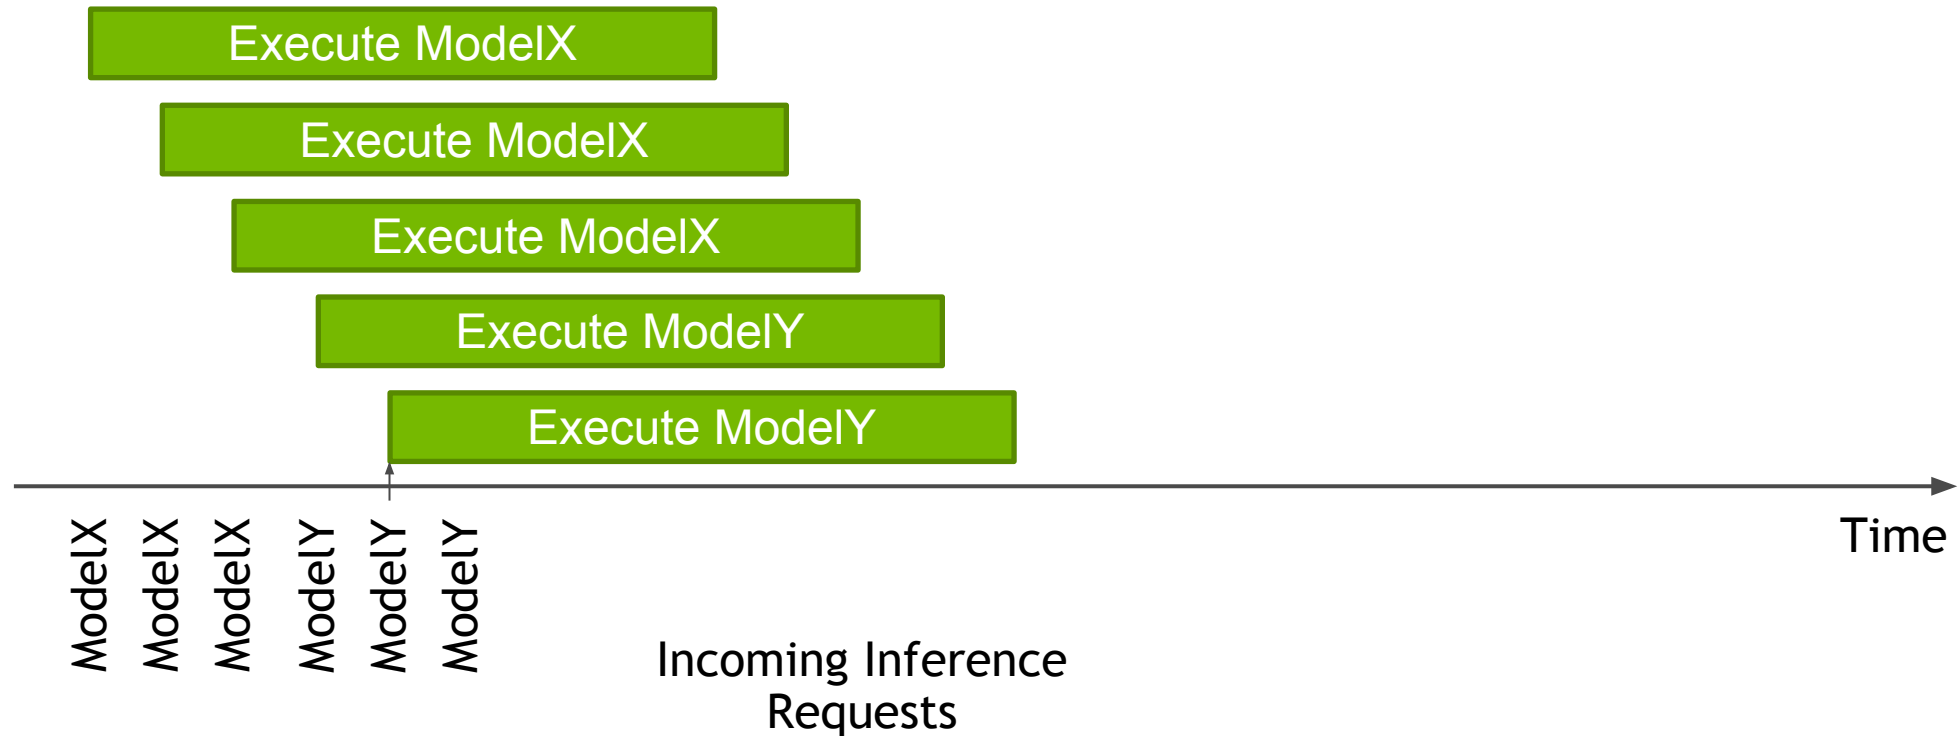 Execute ModelX
Execute ModelX
Execute ModelX
Execute ModelY
Execute ModelY
Time
ModelX
ModelX
ModelX
ModelY
ModelY
ModelY
Incoming Inference
Requests